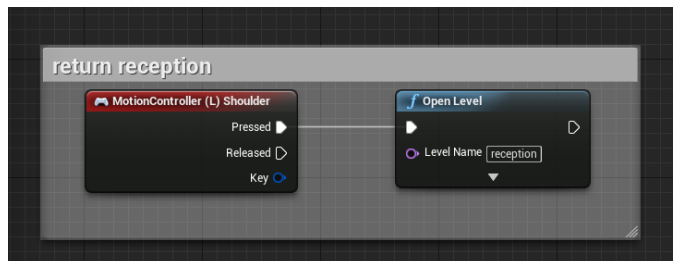 return reception
MotionController (L) Shoulder
Pressed
Released
Key
f Open Level
Level Name reception